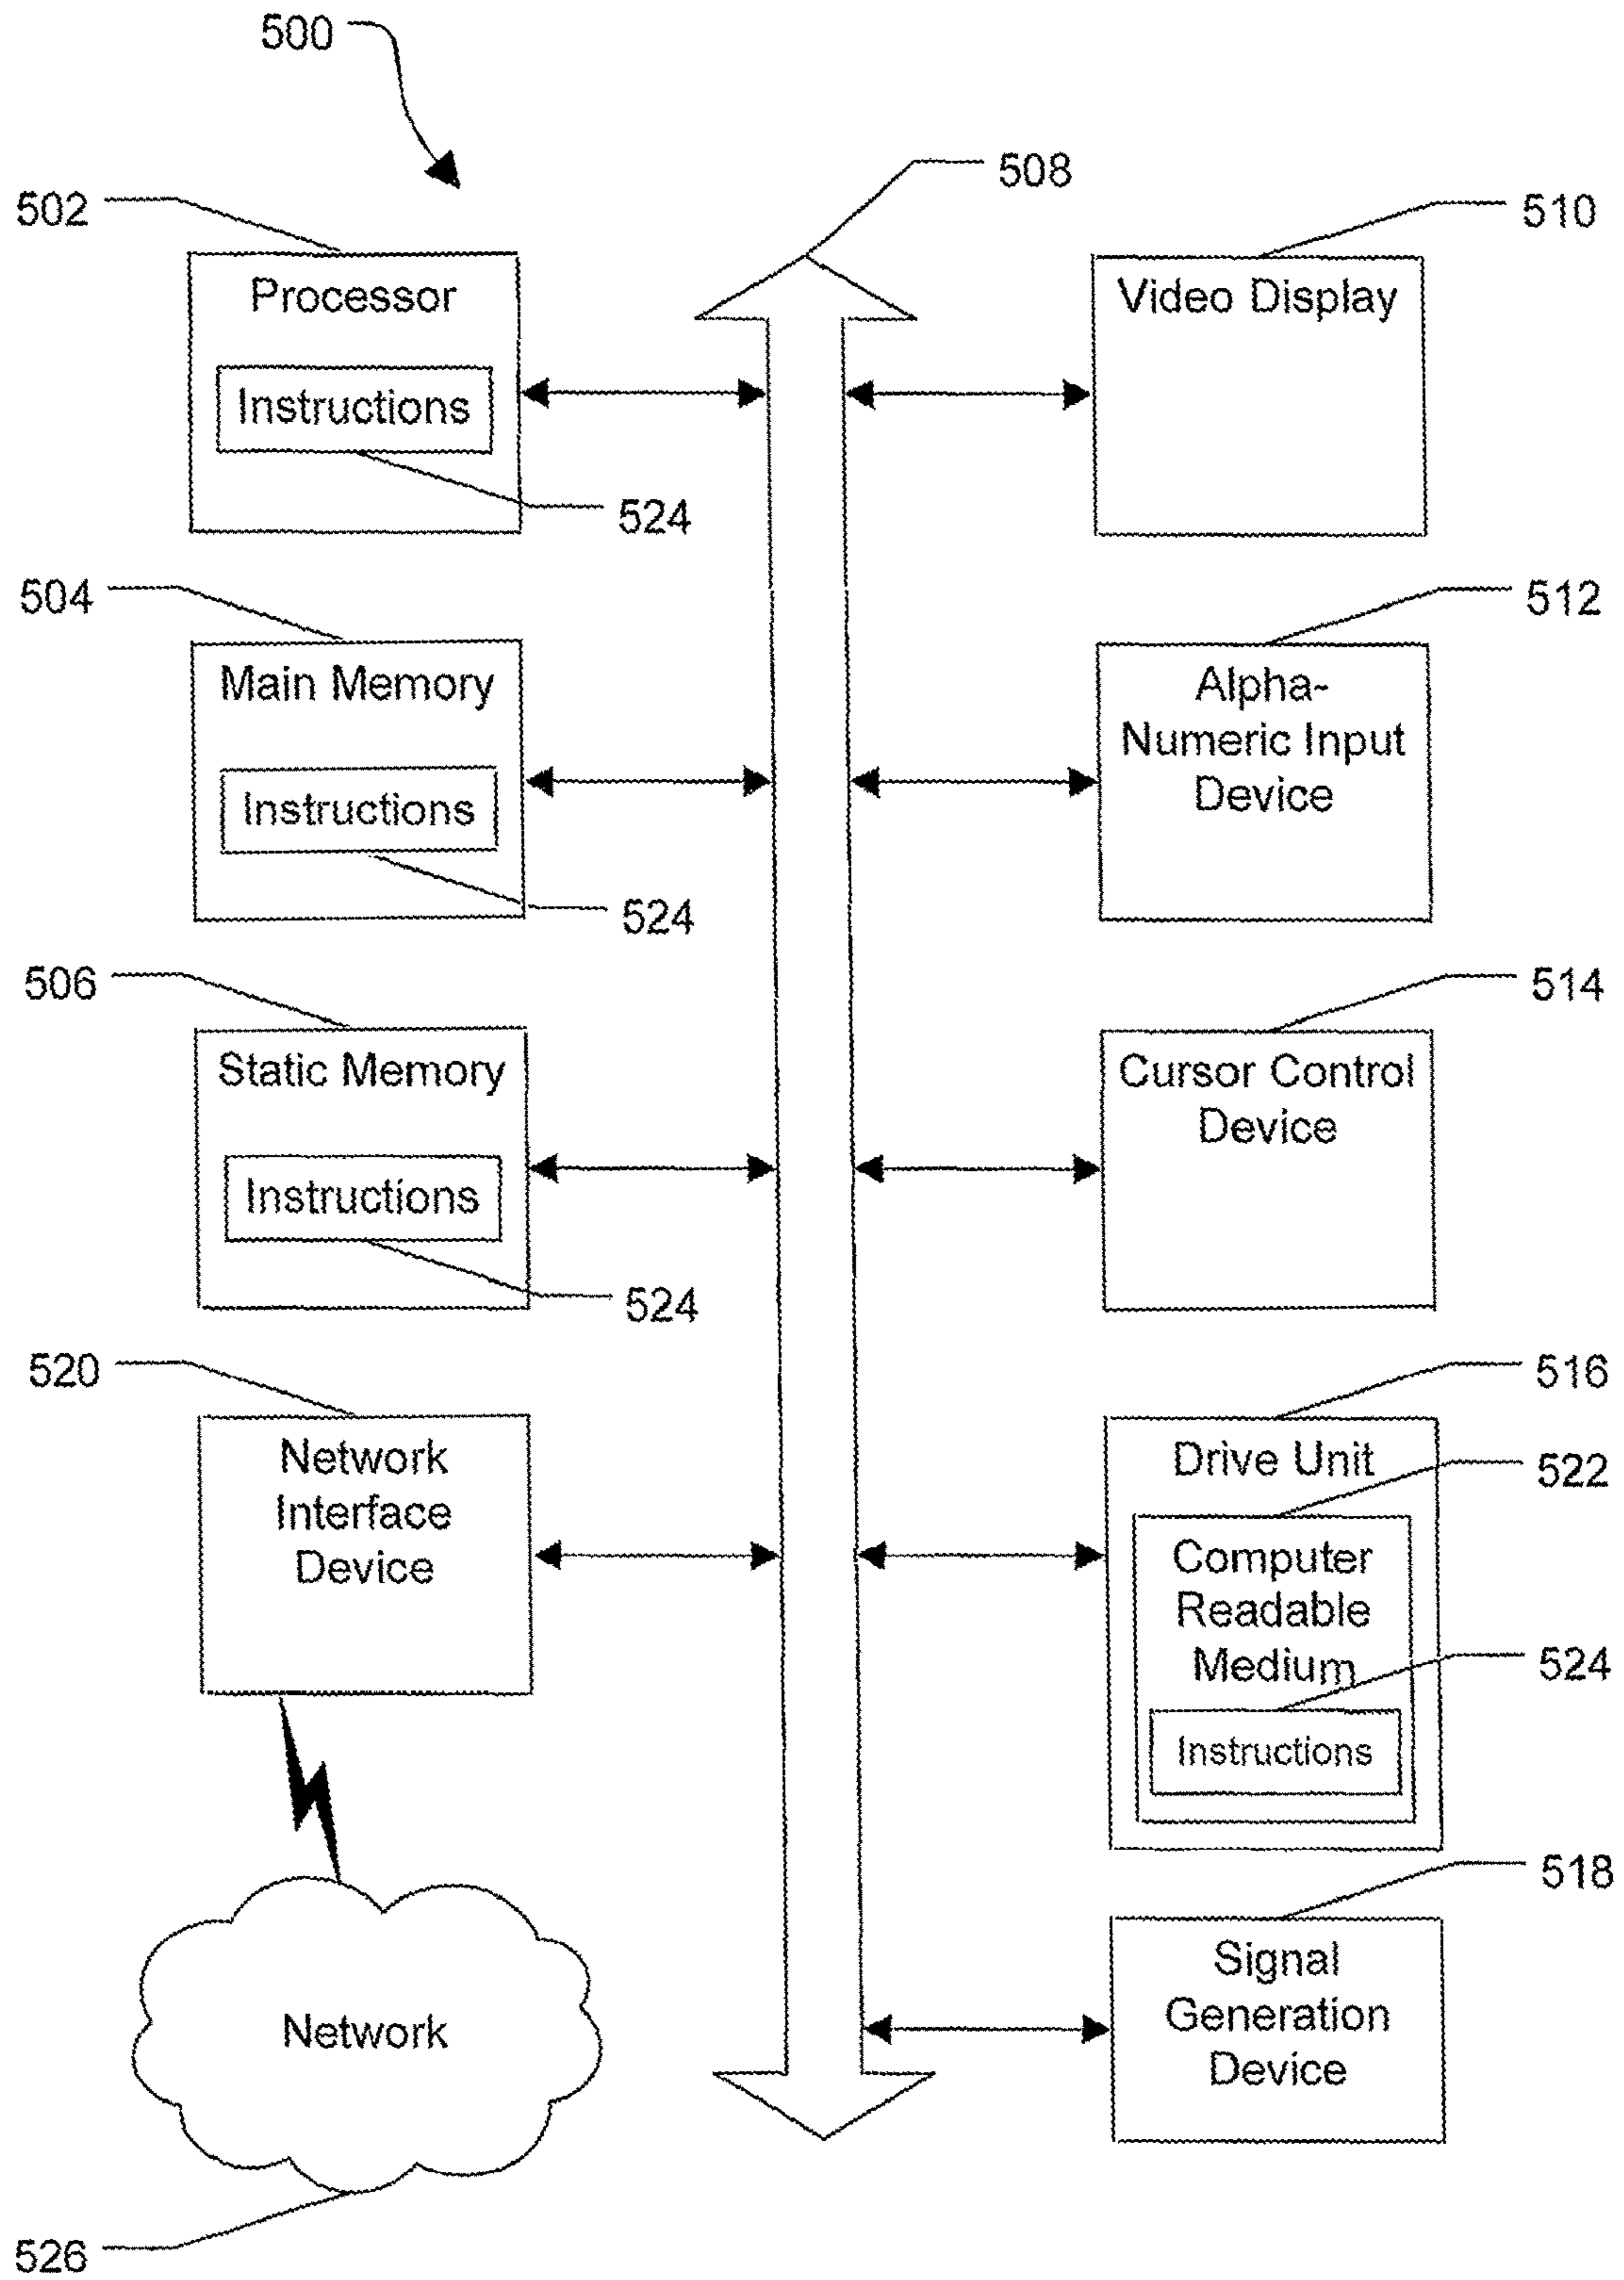 500
508
502
510
Processor
Video Display
Instructions
524
504
512
Main Memory
Alpha-
Numeric Input
Device
Instructions
524
506
514
Static Memory
Cursor Control
Device
Instructions
524
520
516
Network
Interface
Device
Drive Unit
522
Computer
Readable
Medium
524
Instructions
518
Signal
Generation
Device
Network
526